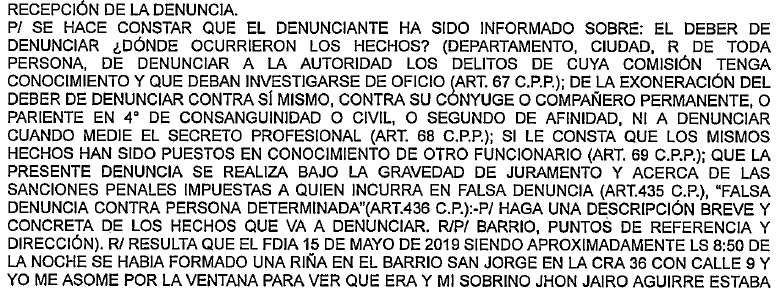 RECEPCIÓN DE LA DENUNCIA.
P/ SE HACE CONSTAR QUE EL DENUNCIANTE HA SIDO INFORMADO SOBRE: EL DEBER DE
DENUNCIAR ¿DÓNDE OCURRIERON LOS HECHOS? (DEPARTAMENTO, CIUDAD, R DE TODA
PERSONA, DE DENUNCIAR A LA AUTORIDAD LOS DELITOS DE CUYA COMISIÓN TENGA
CONOCIMIENTO Y QUE DEBAN INVESTIGARSE DE OFICIO (ART. 67 C.P.P.); DE LA EXONERACIÓN DEL
DEBER DE DENUNCIAR CONTRA SÍ MISMO, CONTRA SU CÓNYUGE O COMPAÑERO PERMANENTE, O
PARIENTE EN 4° DE CONSANGUINIDAD O CIVIL, O SEGUNDO DE AFINIDAD, NI A DENUNCIAR
CUANDO MEDIE EL SECRETO PROFESIONAL (ART. 68 C.P.P.); SI LE CONSTA QUE LOS MISMOS
HECHOS HAN SIDO PUESTOS EN CONOCIMIENTO DE OTRO FUNCIONARIO (ART. 69 C.P.P.); QUE LA
PRESENTE DENUNCIA SE REALIZA BAJO LA GRAVEDAD DE JURAMENTO Y ACERCA DE LAS
SANCIONES PENALES IMPUESTAS A QUIEN INCURRA EN FALSA DENUNCIA (ART.435 C.P.), “FALSA
DENUNCIA CONTRA PERSONA DETERMINADA”(ART.436 C.P.):-P/ HAGA UNA DESCRIPCIÓN BREVE Y
CONCRETA DE LOS HECHOS QUE VA A DENUNCIAR. R/P/ BARRIO, PUNTOS DE REFERENCIA Y
DIRECCIÓN). R/ RESULTA QUE EL FDIA 15 DE MAYO DE 2019 SIENDO APROXIMADAMENTE LS 8:50 DE
LA NOCHE SE HABIA FORMADO UNA RIÑA EN EL BARRIO SAN JORGE EN LA CRA 36 CON CALLE 9 Y
YO ME ASOME POR LA VENTANA PARA VER QUE ERA Y MI SOBRINO JHON JAIRO AGUIRRE ESTABA